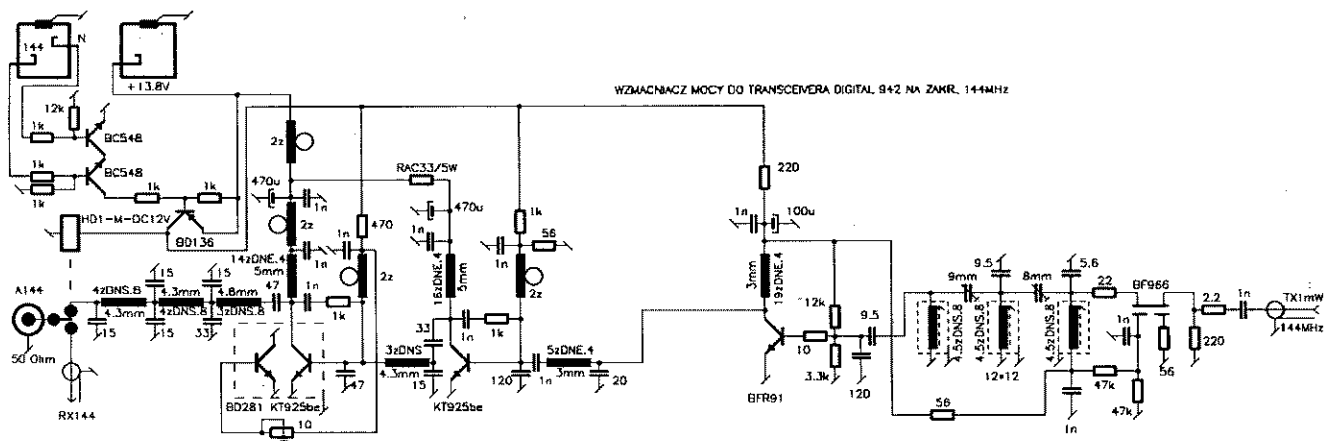 144
N
+13.8V
WZMACNIACZ MOCY DO TRANSCEIVERA DIGITAL 942 NA ZAKR. 144MHz
12k
1k
BC548
1k
BC548
1k
1k
1k
HD1-M-DC12V
BD136
2z
470u
1n
2z
1n
14zDNE.4
5mm
47
1n
1k
470
1n
2z
RAC33/5W
470u
1n
16zDNE.4
5mm
33
1n
1k
1k
56
1n
2z
220
1n
100u
3mm
19zDNE.4
12k
9.5
10
3.3k
120
BFR91
9mm
9.5
8mm
5.6
22
BF966
2.2
1n
TX1mW
144MHz
220
1n
56
47k
47k
1n
56
4.5zDNS.8
4.5zDNS.8
4.5zDNS.8
12*12
A144
50 Ohm
RX144
4zDNS.8
4.3mm
15
15
15
4.3mm
4zDNS.8
15
4.8mm
3zDNS.8
33
BD281
KT925be
10
47
3zDNS
4.3mm
15
KT925be
120
1n
5zDNE.4
3mm
20